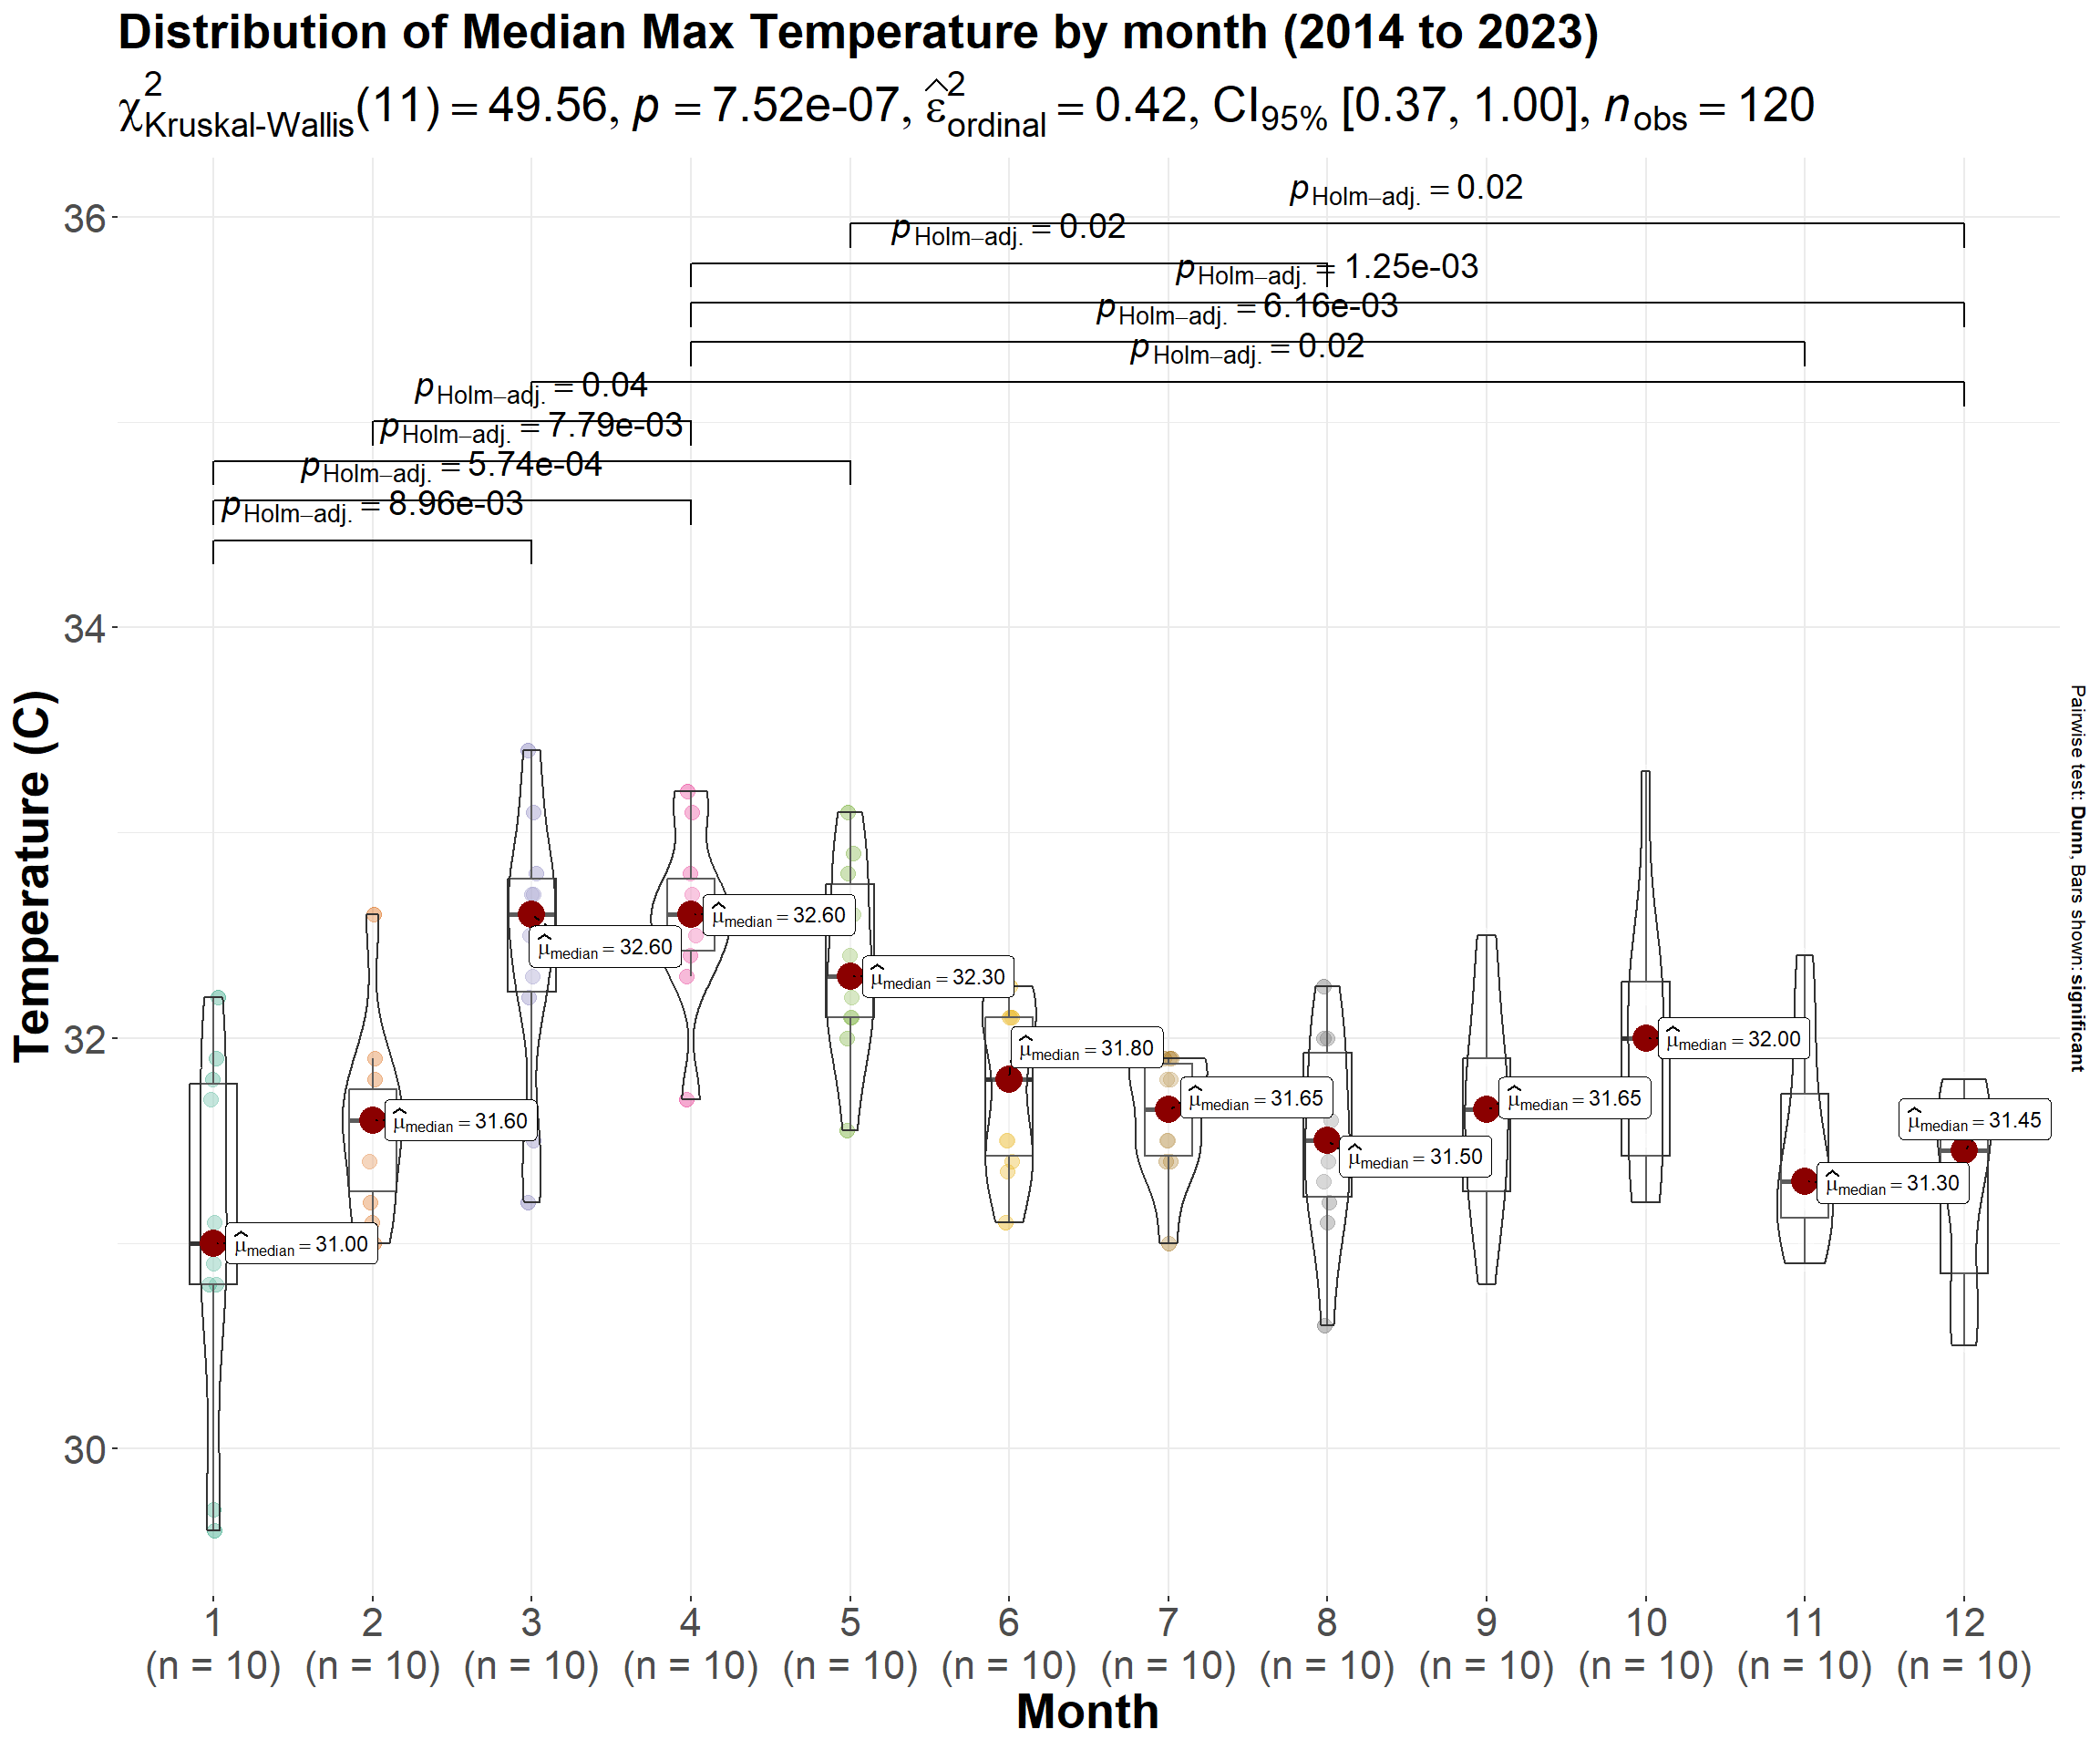 Distribution of Median Max Temperature by month (2014 to 2023)
χ²Kruskal-Wallis(11) = 49.56, p = 7.52e-07, ε̂²ordinal = 0.42, CI95% [0.37, 1.00], nobs = 120
pHolm–adj. = 0.02
pHolm–adj. = 0.02
pHolm–adj. = 1.25e-03
pHolm–adj. = 6.16e-03
pHolm–adj. = 0.02
pHolm–adj. = 0.04
pHolm–adj. = 7.79e-03
pHolm–adj. = 5.74e-04
pHolm–adj. = 8.96e-03
36
34
32
30
Temperature (C)
μ̂median = 31.00
μ̂median = 31.60
μ̂median = 32.60
μ̂median = 32.60
μ̂median = 32.30
μ̂median = 31.80
μ̂median = 31.65
μ̂median = 31.50
μ̂median = 31.65
μ̂median = 32.00
μ̂median = 31.30
μ̂median = 31.45
Pairwise test: Dunn, Bars shown: significant
1 2 3 4 5 6 7 8 9 10 11 12
(n = 10) (n = 10) (n = 10) (n = 10) (n = 10) (n = 10) (n = 10) (n = 10) (n = 10) (n = 10) (n = 10) (n = 10)
Month